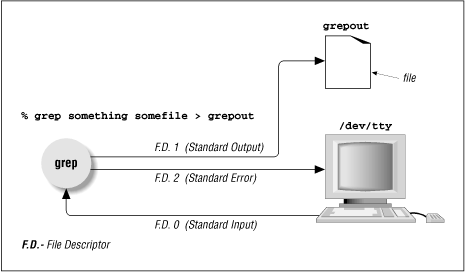 grepout
file
% grep something somefile > grepout
/dev/tty
F.D. 1 (Standard Output)
grep
F.D. 2 (Standard Error)
F.D. 0 (Standard Input)
F.D.- File Descriptor